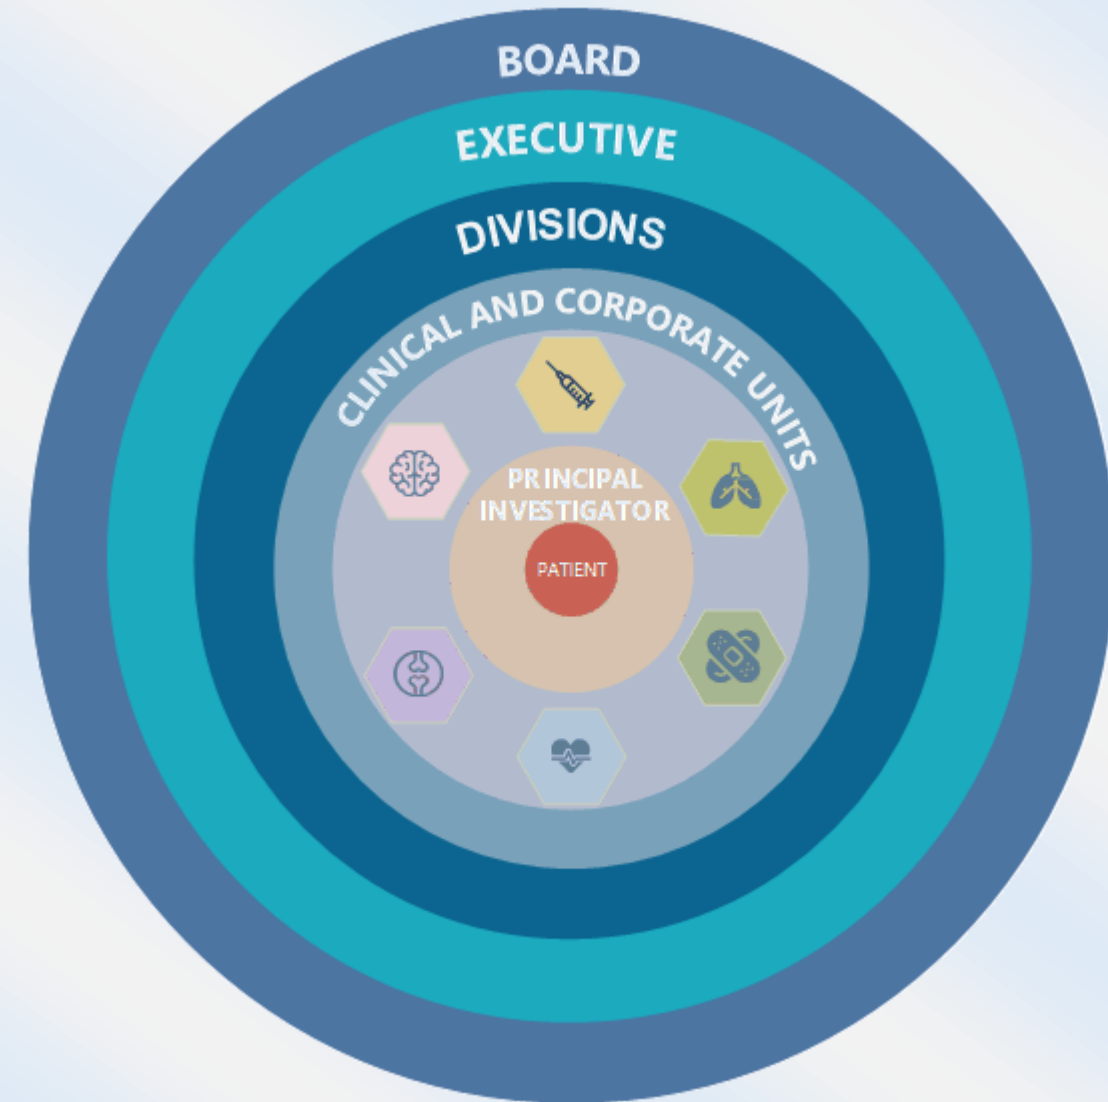 BOARD
EXECUTIVE
DIVISIONS
CLINICAL AND CORPORATE UNITS
PRINCIPAL
INVESTIGATOR
PATIENT